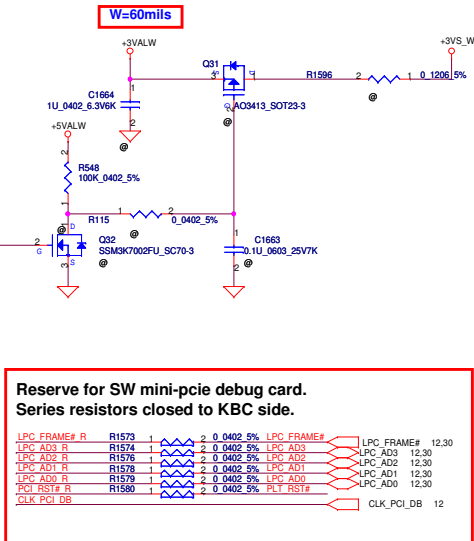 W=60mils
+3VALW
+3VS_W
Q31
3 S
1
R1596
2
1
0_1206_5%
@
C1664
1U_0402_6.3V6K
1
2
G
2
AO3413_SOT23-3
@
@
+5VALW
2
R548
100K_0402_5%
1
R115
1
2
0_0402_5%
@
@
1
D
Q32
SSM3K7002FU_SC70-3
@
2
G
3
S
1
C1663
0.1U_0603_25V7K
2
@
Reserve for SW mini-pcie debug card.
Series resistors closed to KBC side.
LPC_FRAME#_R R1573 1 2 0_0402_5% LPC_FRAME# LPC_FRAME# 12,30
LPC_AD3_R R1574 1 2 0_0402_5% LPC_AD3 LPC_AD3 12,30
LPC_AD2_R R1576 1 2 0_0402_5% LPC_AD2 LPC_AD2 12,30
LPC_AD1_R R1578 1 2 0_0402_5% LPC_AD1 LPC_AD1 12,30
LPC_AD0_R R1579 1 2 0_0402_5% LPC_AD0 LPC_AD0 12,30
PCI_RST#_R R1580 1 2 0_0402_5% PLT_RST#
CLK_PCI_DB CLK_PCI_DB 12